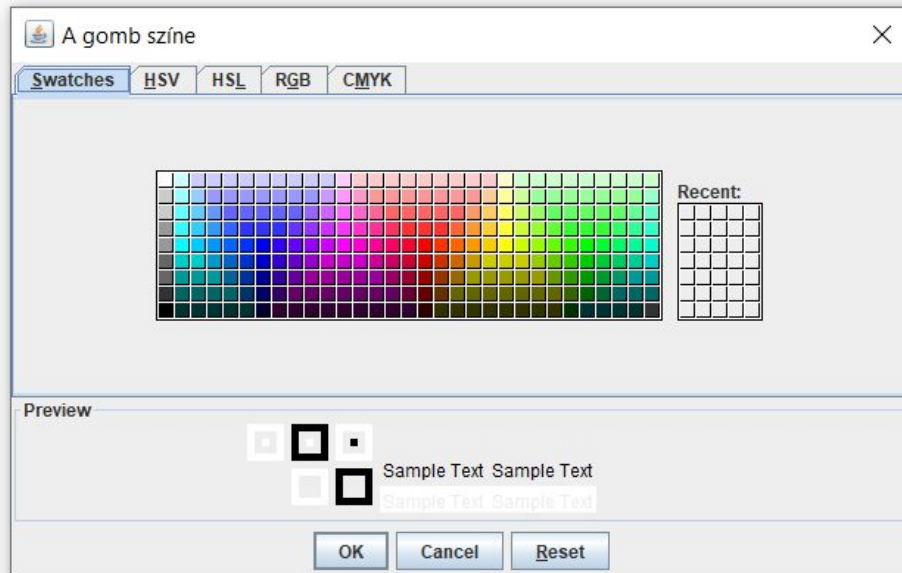 A gomb színe
Swatches HSV HSL RGB CMYK
Recent:
Preview
Sample Text Sample Text
Sample Text Sample Text
OK Cancel Reset